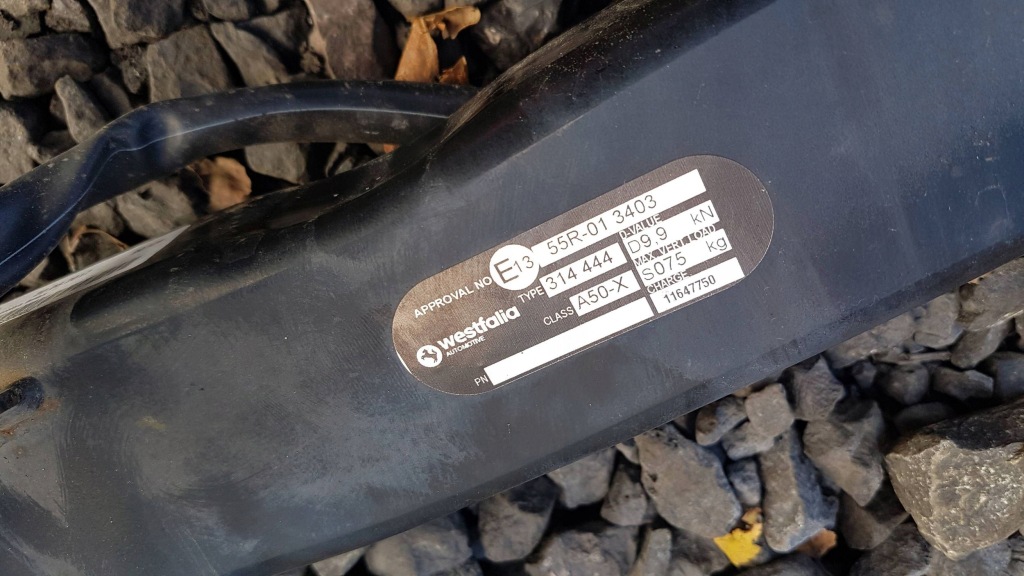 APPROVAL NO E13 55R-01 3403
TYPE 314 444
CLASS A50-X
D-VALUE
D9.9 kN
MAX VERT LOAD
S075 kg
CHARGE
11647750
westfalia
AUTOMOTIVE
PN